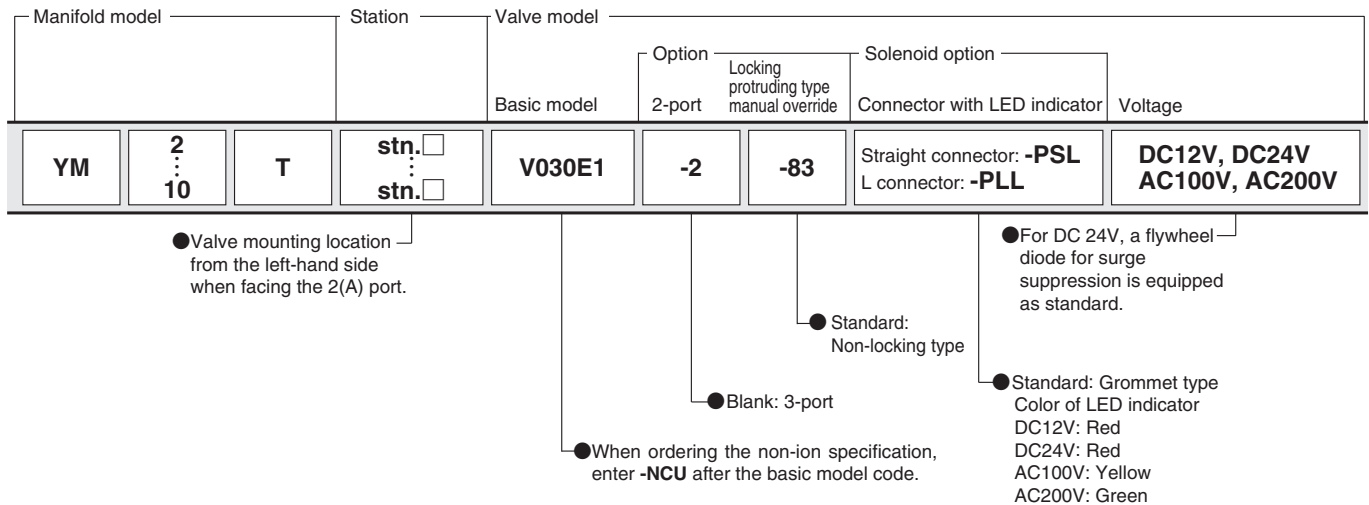 Manifold model
Station
Valve model
Option
Solenoid option
Basic model
2-port
Locking
protruding type
manual override
Connector with LED indicator
Voltage
YM
2
⋮
10
T
stn.□
⋮
stn.□
V030E1
-2
-83
Straight connector: -PSL
L connector: -PLL
DC12V, DC24V
AC100V, AC200V
●Valve mounting location
from the left-hand side
when facing the 2(A) port.
●For DC 24V, a flywheel
diode for surge
suppression is equipped
as standard.
●Standard:
Non-locking type
●Standard: Grommet type
Color of LED indicator
DC12V: Red
DC24V: Red
AC100V: Yellow
AC200V: Green
●Blank: 3-port
●When ordering the non-ion specification,
enter -NCU after the basic model code.